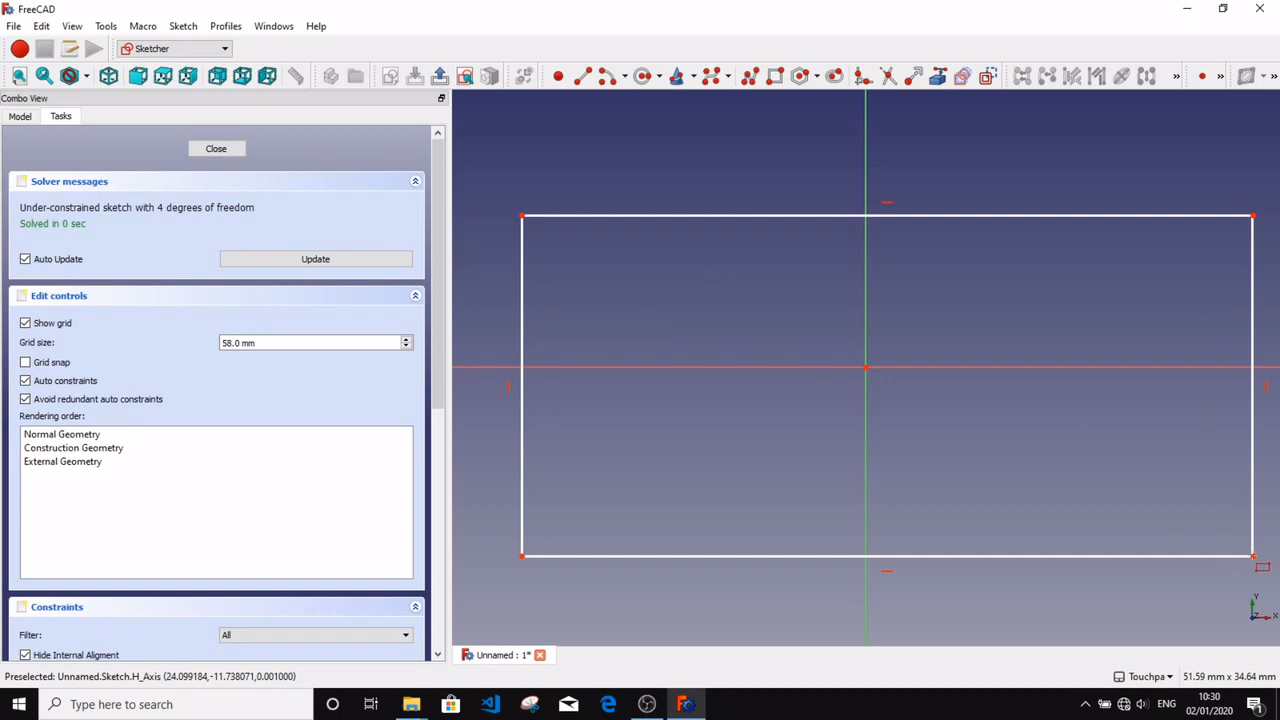 FreeCAD
File Edit View Tools Macro Sketch Profiles Windows Help
Sketcher
Combo View
Model Tasks
Close
Solver messages
Under-constrained sketch with 4 degrees of freedom
Solved in 0 sec
Auto Update Update
Edit controls
Show grid
Grid size: 58.0 mm
Grid snap
Auto constraints
Avoid redundant auto constraints
Rendering order:
Normal Geometry
Construction Geometry
External Geometry
Constraints
Filter: All
Hide Internal Aligment
Y
Z X
Unnamed : 1*
Preselected: Unnamed.Sketch.H_Axis (24.099184,-11.738071,0.001000) Touchpa 51.59 mm x 34.64 mm
Type here to search
ENG
10:30
02/01/2020
1